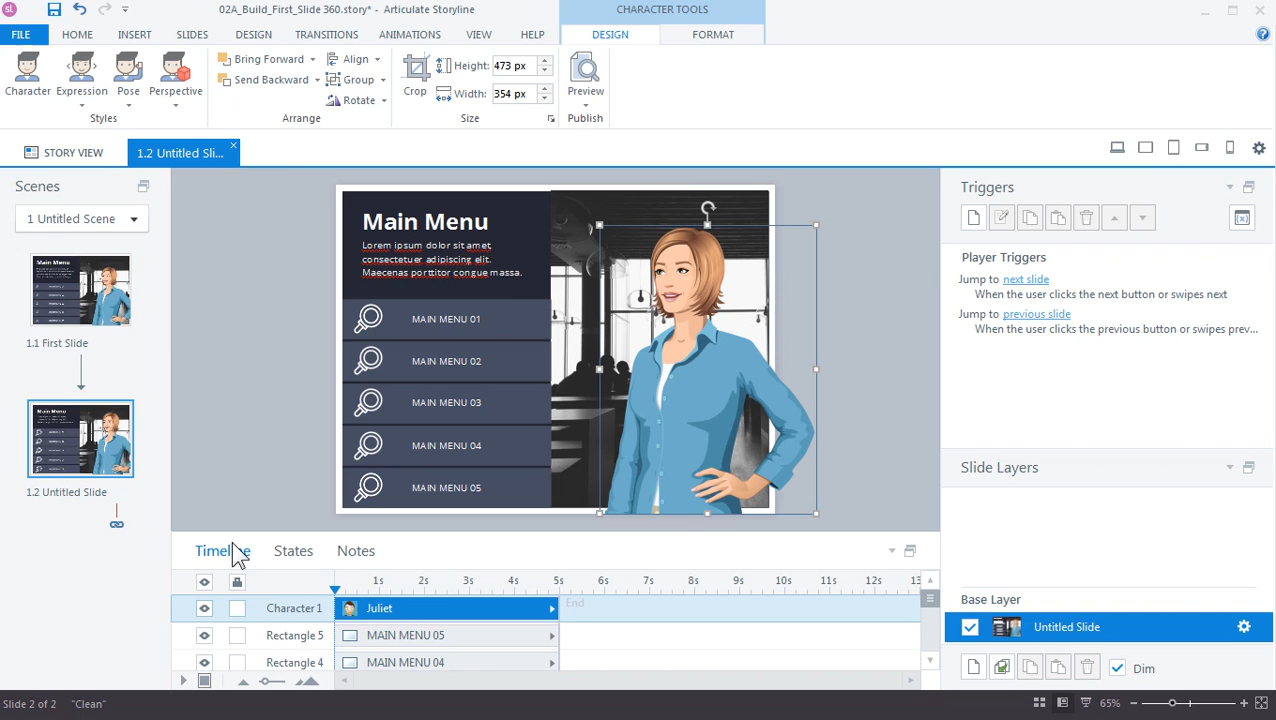 sl
02A_Build_First_Slide 360.story* - Articulate Storyline
CHARACTER TOOLS
FILE
HOME
INSERT
SLIDES
DESIGN
TRANSITIONS
ANIMATIONS
VIEW
HELP
DESIGN
FORMAT
Character
Expression
Pose
Perspective
Styles
Bring Forward
Send Backward
Align
Group
Rotate
Arrange
Crop
Height: 473 px
Width: 354 px
Size
Preview
Publish
STORY VIEW
1.2 Untitled Sli...
Scenes
1 Untitled Scene
1.1 First Slide
1.2 Untitled Slide
Main Menu
Lorem ipsum dolor sit amet,
consectetuer adipiscing elit.
Maecenas porttitor congue massa.
MAIN MENU 01
MAIN MENU 02
MAIN MENU 03
MAIN MENU 04
MAIN MENU 05
Triggers
Player Triggers
Jump to next slide
When the user clicks the next button or swipes next
Jump to previous slide
When the user clicks the previous button or swipes prev...
Slide Layers
Base Layer
Untitled Slide
Dim
Timeline
States
Notes
1s 2s 3s 4s 5s 6s 7s 8s 9s 10s 11s 12s 13
Character 1
Juliet
End
Rectangle 5
MAIN MENU 05
Rectangle 4
MAIN MENU 04
Slide 2 of 2
"Clean"
65%